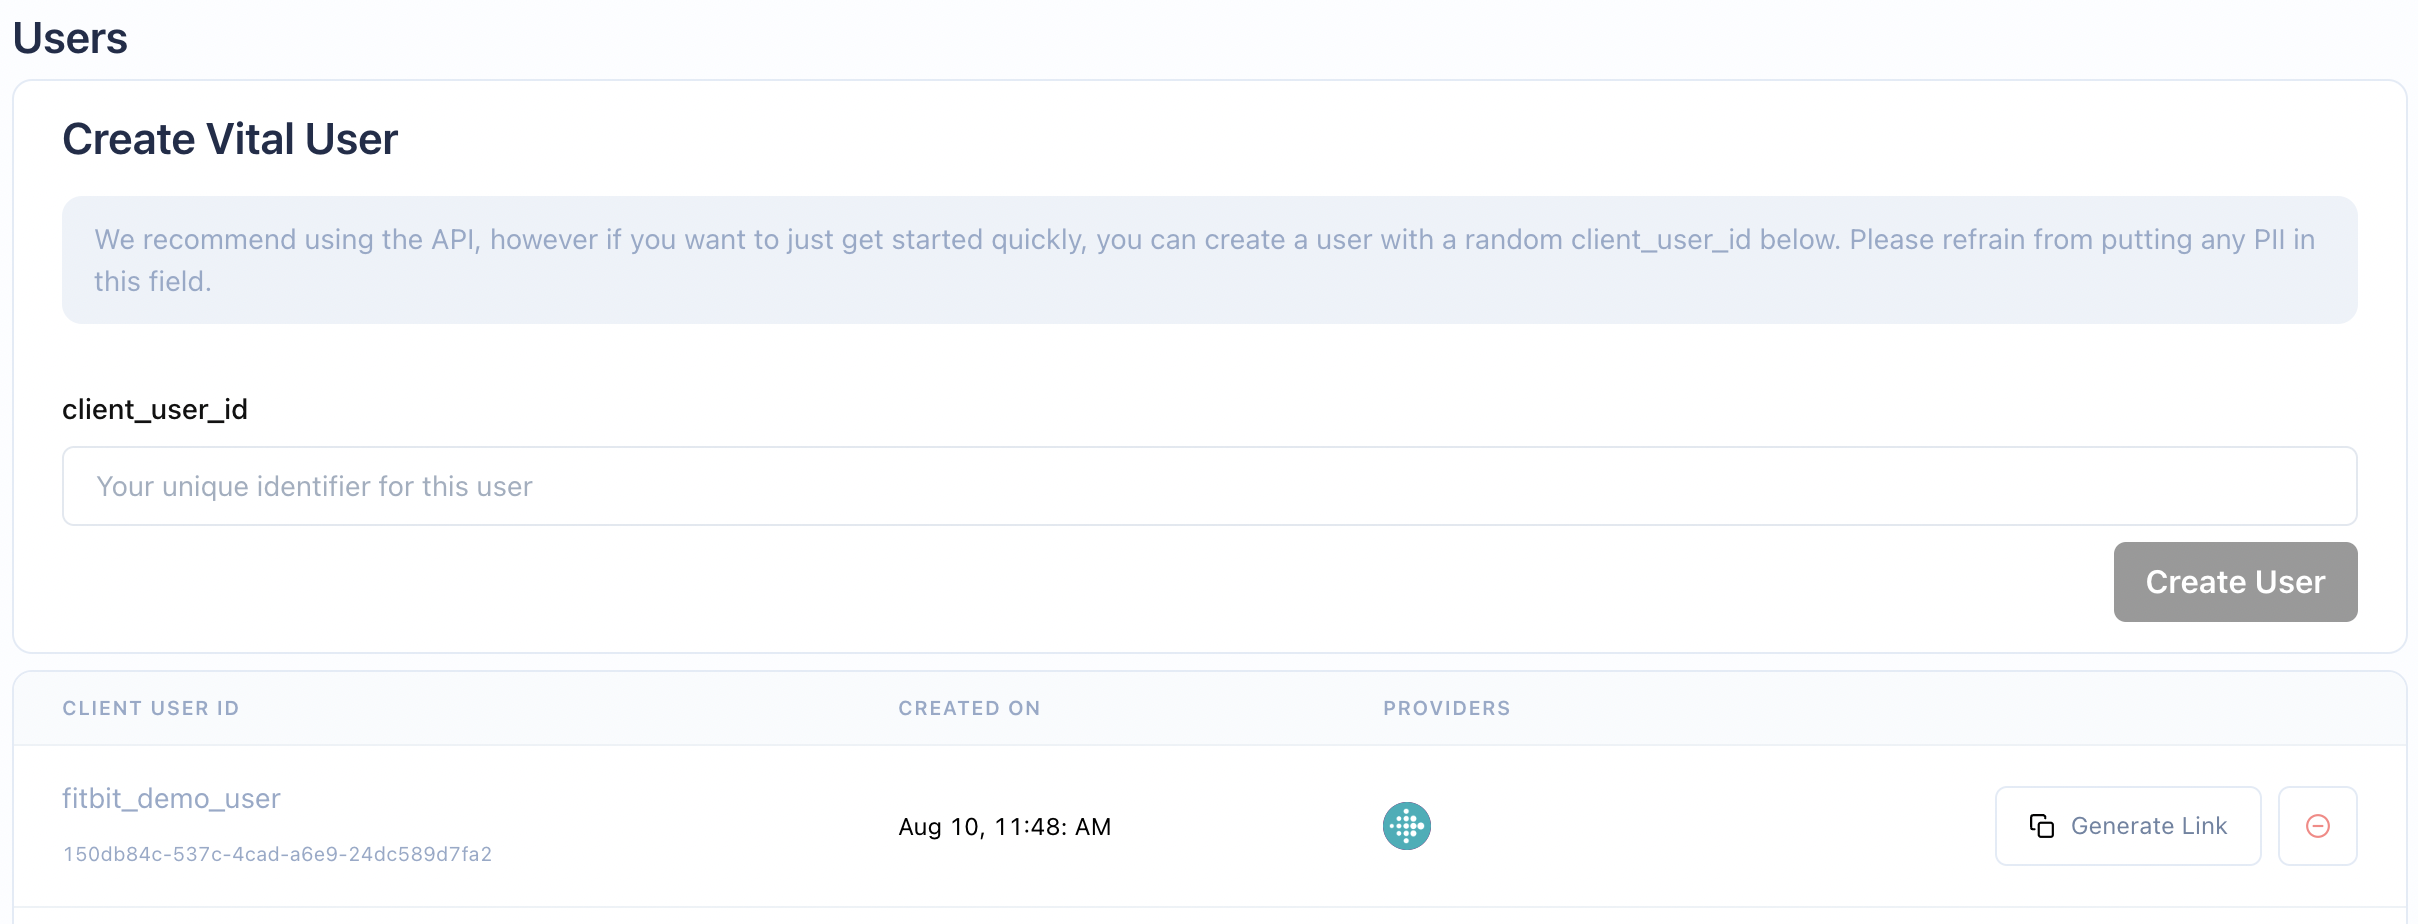 Users
Create Vital User
We recommend using the API, however if you want to just get started quickly, you can create a user with a random client_user_id below. Please refrain from putting any PII in
this field.
client_user_id
Your unique identifier for this user
Create User
CLIENT USER ID
CREATED ON
PROVIDERS
fitbit_demo_user
150db84c-537c-4cad-a6e9-24dc589d7fa2
Aug 10, 11:48: AM
Generate Link